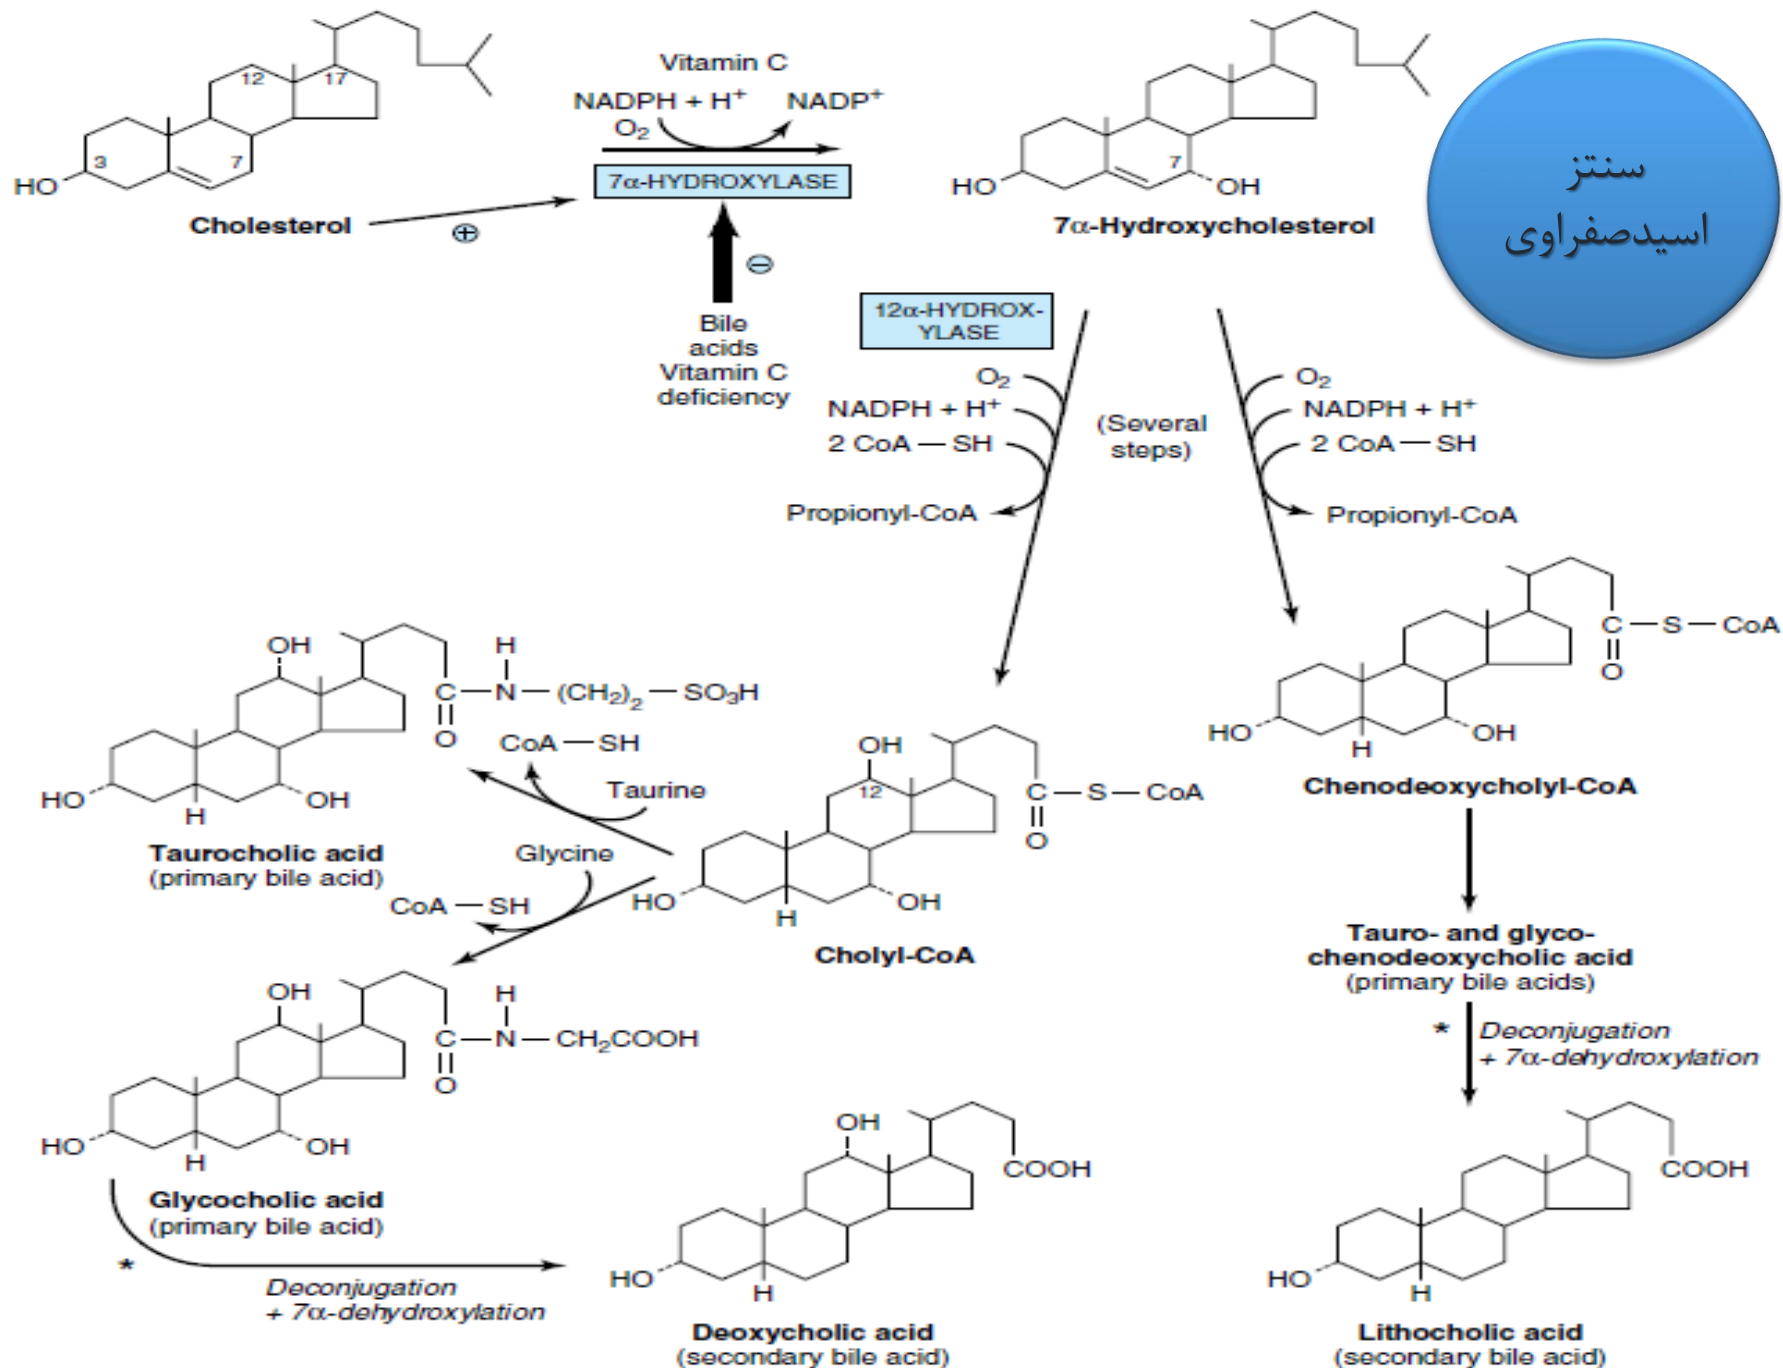 12
17
3
7
HO
Cholesterol
Vitamin C
NADPH + H+ NADP+
O2
7α-HYDROXYLASE
+
−
Bile
acids
Vitamin C
deficiency
7
HO
OH
7α-Hydroxycholesterol
سنتز
اسیدصفراوی
12α-HYDROX-
YLASE
O2
NADPH + H+
2 CoA — SH
Propionyl-CoA
(Several
steps)
O2
NADPH + H+
2 CoA — SH
Propionyl-CoA
C — S — CoA
O
HO
H
OH
Chenodeoxycholyl-CoA
OH
H
C — N — (CH2)2 — SO3H
O
HO
H
OH
Taurocholic acid
(primary bile acid)
CoA — SH
Taurine
Glycine
CoA — SH
OH
12
C — S — CoA
O
HO
H
OH
Cholyl-CoA
Tauro- and glyco-
chenodeoxycholic acid
(primary bile acids)
* Deconjugation
+ 7α-dehydroxylation
OH
H
C — N — CH2COOH
O
HO
H
OH
Glycocholic acid
(primary bile acid)
*
Deconjugation
+ 7α-dehydroxylation
OH
COOH
HO
H
Deoxycholic acid
(secondary bile acid)
COOH
HO
H
Lithocholic acid
(secondary bile acid)